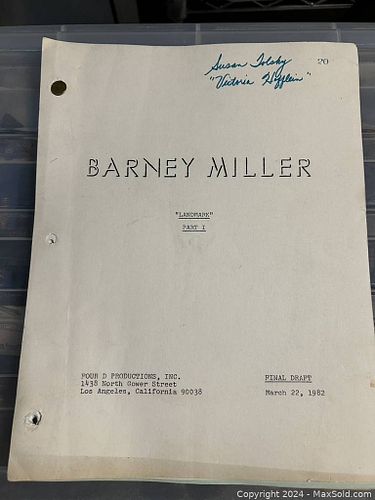 Susan Tolsky 20
"Victoria Hefflein"
BARNEY MILLER
"LANDMARK"
PART I
FOUR D PRODUCTIONS, INC.
1438 North Gower Street
Los Angeles, California 90038
FINAL DRAFT
March 22, 1982
Copyright © 2024 - MaxSold.com